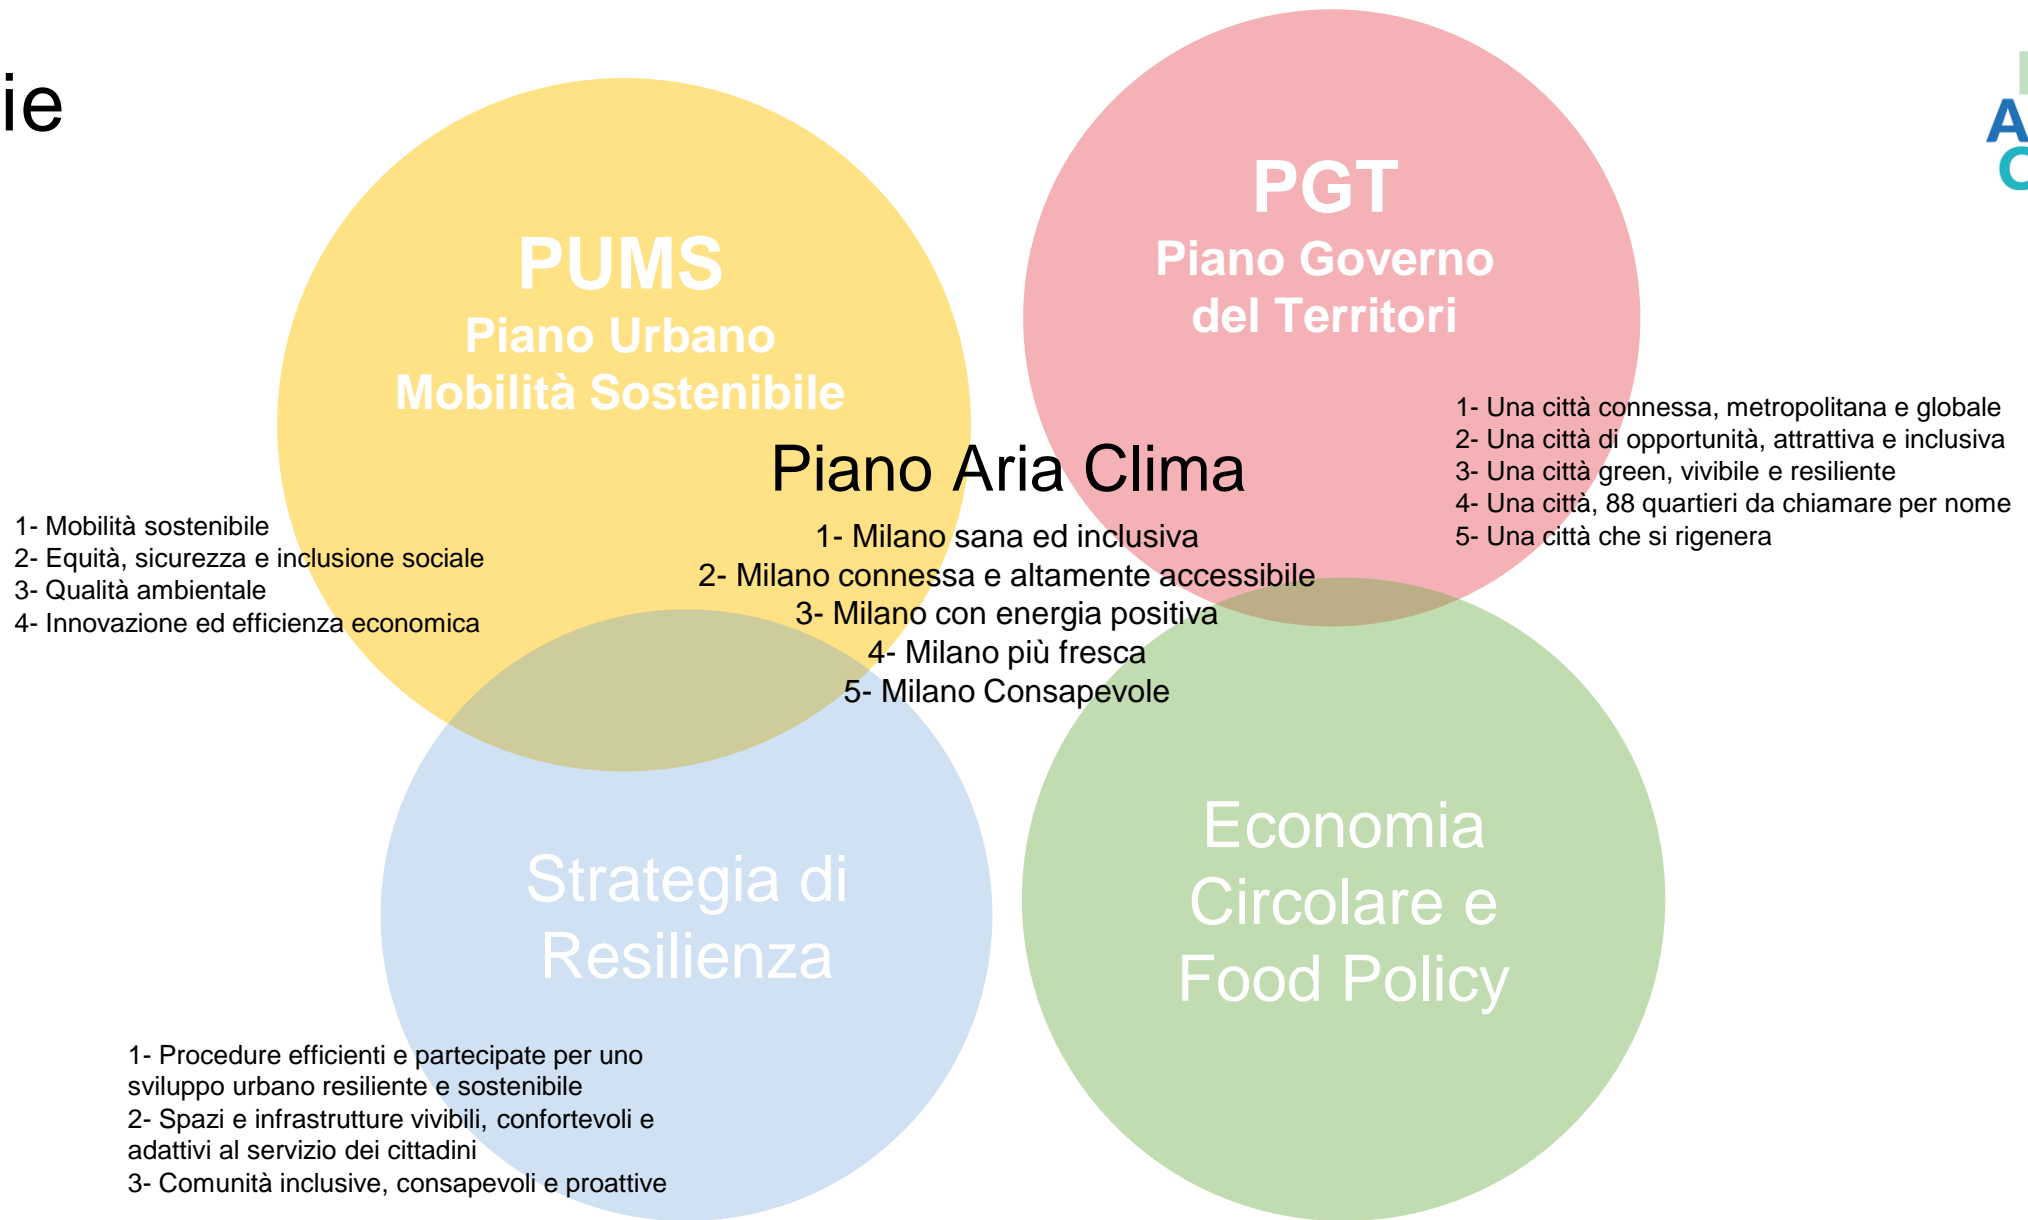 ie
A
C
PUMS
Piano Urbano
Mobilità Sostenibile
PGT
Piano Governo
del Territori
1- Una città connessa, metropolitana e globale
2- Una città di opportunità, attrattiva e inclusiva
3- Una città green, vivibile e resiliente
4- Una città, 88 quartieri da chiamare per nome
5- Una città che si rigenera
Piano Aria Clima
1- Milano sana ed inclusiva
2- Milano connessa e altamente accessibile
3- Milano con energia positiva
4- Milano più fresca
5- Milano Consapevole
1- Mobilità sostenibile
2- Equità, sicurezza e inclusione sociale
3- Qualità ambientale
4- Innovazione ed efficienza economica
Strategia di
Resilienza
Economia
Circolare e
Food Policy
1- Procedure efficienti e partecipate per uno
sviluppo urbano resiliente e sostenibile
2- Spazi e infrastrutture vivibili, confortevoli e
adattivi al servizio dei cittadini
3- Comunità inclusive, consapevoli e proattive